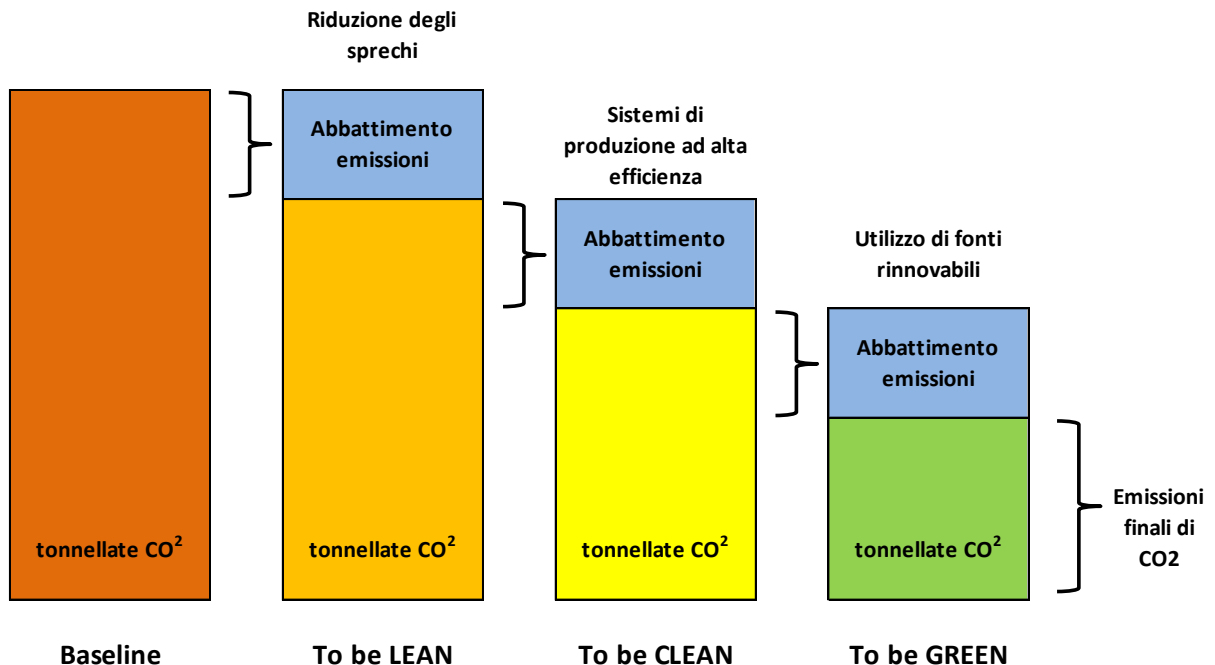 Riduzione degli
sprechi
Abbattimento
emissioni
Sistemi di
produzione ad alta
efficienza
Abbattimento
emissioni
Utilizzo di fonti
rinnovabili
Abbattimento
emissioni
tonnellate CO²
tonnellate CO²
tonnellate CO²
tonnellate CO²
Emissioni
finali di
CO2
Baseline
To be LEAN
To be CLEAN
To be GREEN